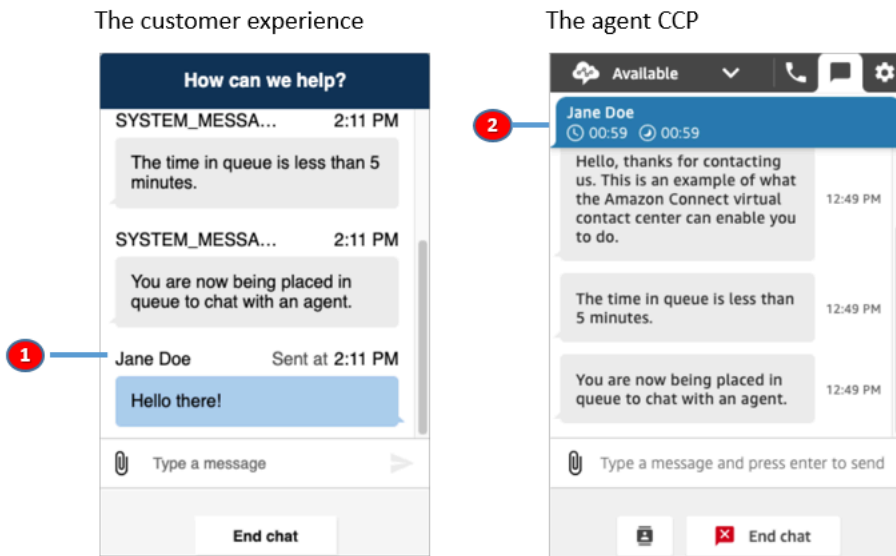 The customer experience
How can we help?
SYSTEM_MESSA... 2:11 PM
The time in queue is less than 5
minutes.
SYSTEM_MESSA... 2:11 PM
You are now being placed in
queue to chat with an agent.
1
Jane Doe Sent at 2:11 PM
Hello there!
Type a message
End chat
The agent CCP
Available
2
Jane Doe
00:59 00:59
Hello, thanks for contacting
us. This is an example of what
the Amazon Connect virtual
contact center can enable you
to do.
12:49 PM
The time in queue is less than
5 minutes.
12:49 PM
You are now being placed in
queue to chat with an agent.
12:49 PM
Type a message and press enter to send
End chat